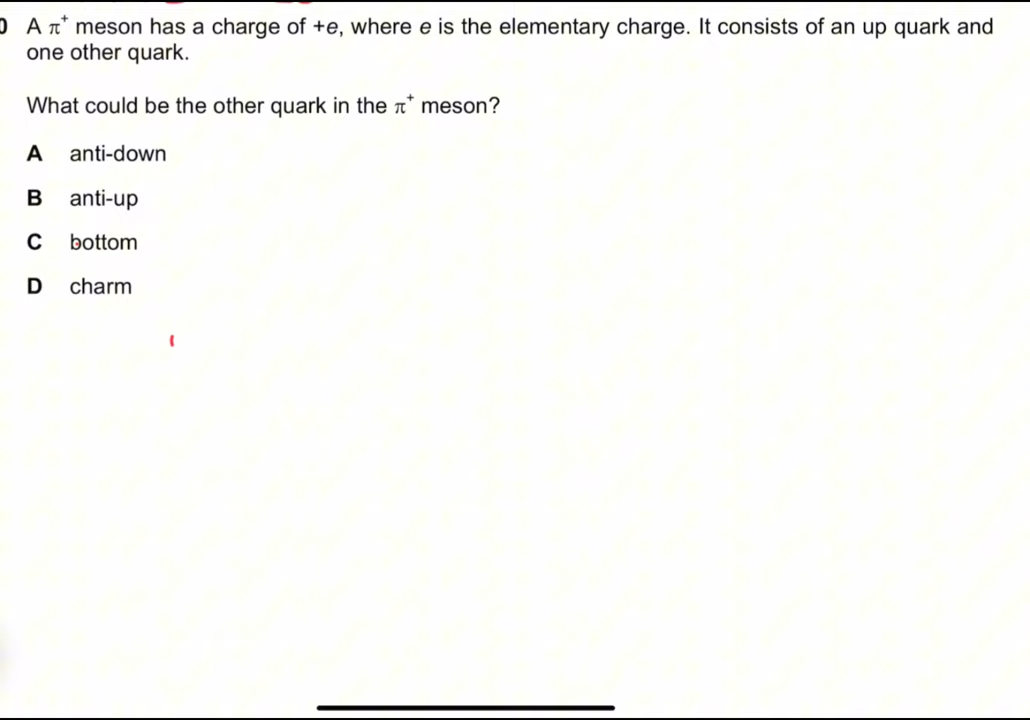 0 A π⁺ meson has a charge of +e, where e is the elementary charge. It consists of an up quark and
one other quark.
What could be the other quark in the π⁺ meson?
A anti-down
B anti-up
C bottom
D charm